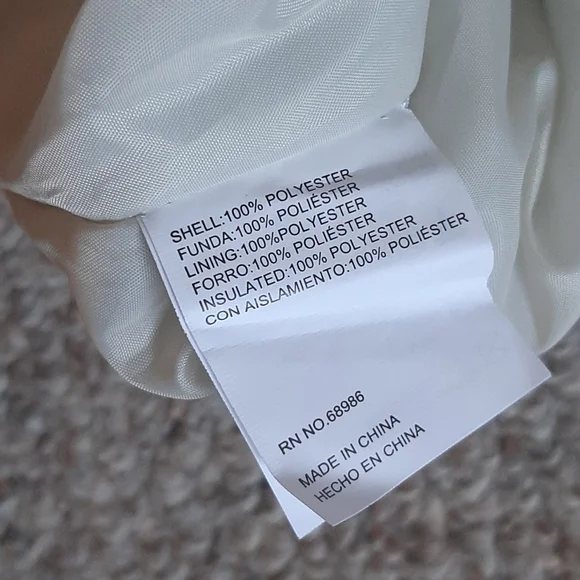 SHELL:100% POLYESTER
FUNDA:100% POLIÉSTER
LINING:100%POLYESTER
FORRO:100% POLIÉSTER
INSULATED:100% POLYESTER
CON AISLAMIENTO:100% POLIÉSTER
RN NO.68986
MADE IN CHINA
HECHO EN CHINA